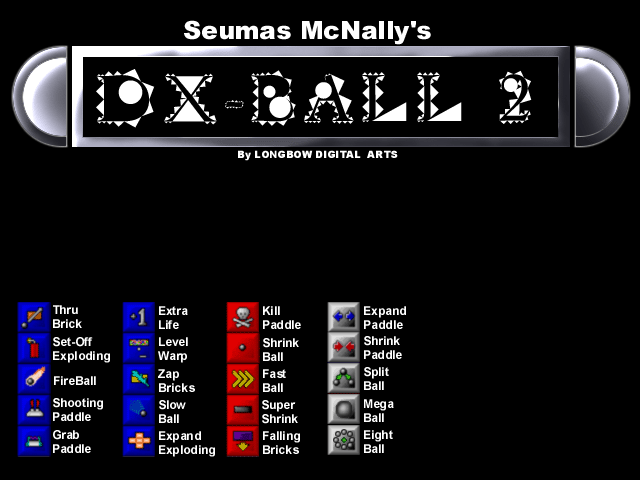 Seumas McNally's
DX-BALL 2
By LONGBOW DIGITAL ARTS
Thru
Brick
Set-Off
Exploding
FireBall
Shooting
Paddle
Grab
Paddle
+1
Extra
Life
Level
Warp
Zap
Bricks
Slow
Ball
Expand
Exploding
Kill
Paddle
Shrink
Ball
Fast
Ball
Super
Shrink
Falling
Bricks
Expand
Paddle
Shrink
Paddle
Split
Ball
Mega
Ball
Eight
Ball